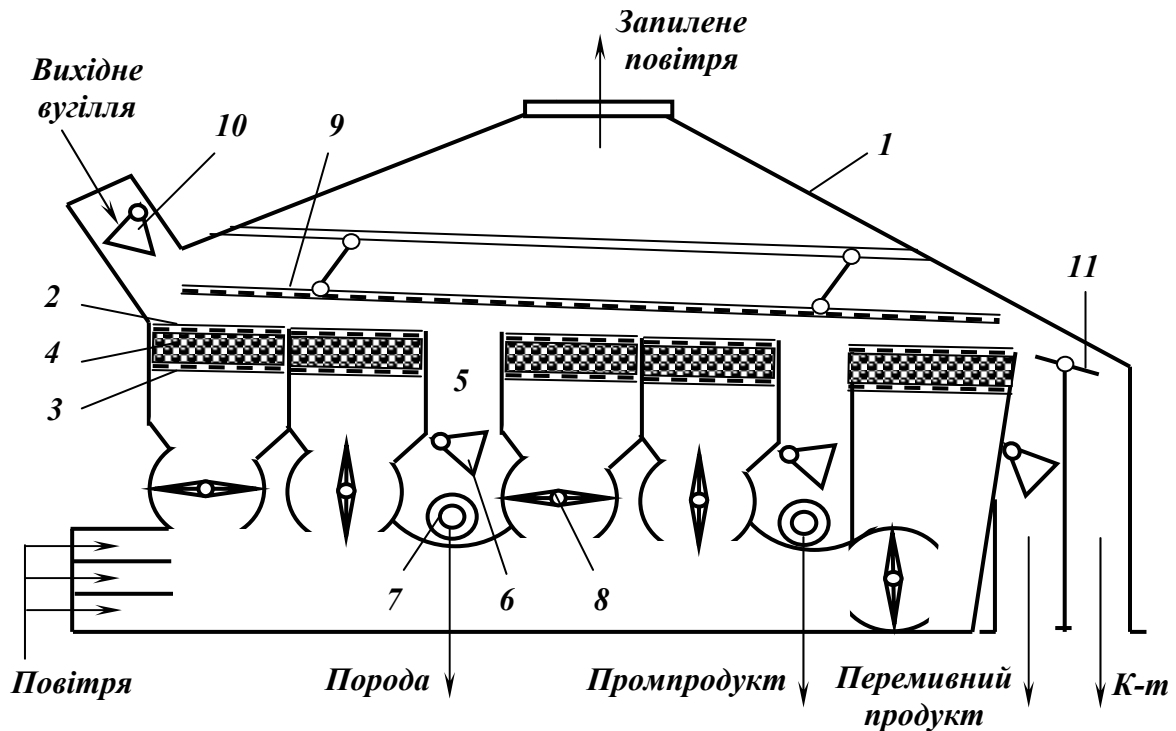 Запилене
повітря
Вихідне
вугілля
10
9
1
11
2
4
3
5
7
6
8
Повітря
Порода
Промпродукт
Перемивний
продукт
К-т